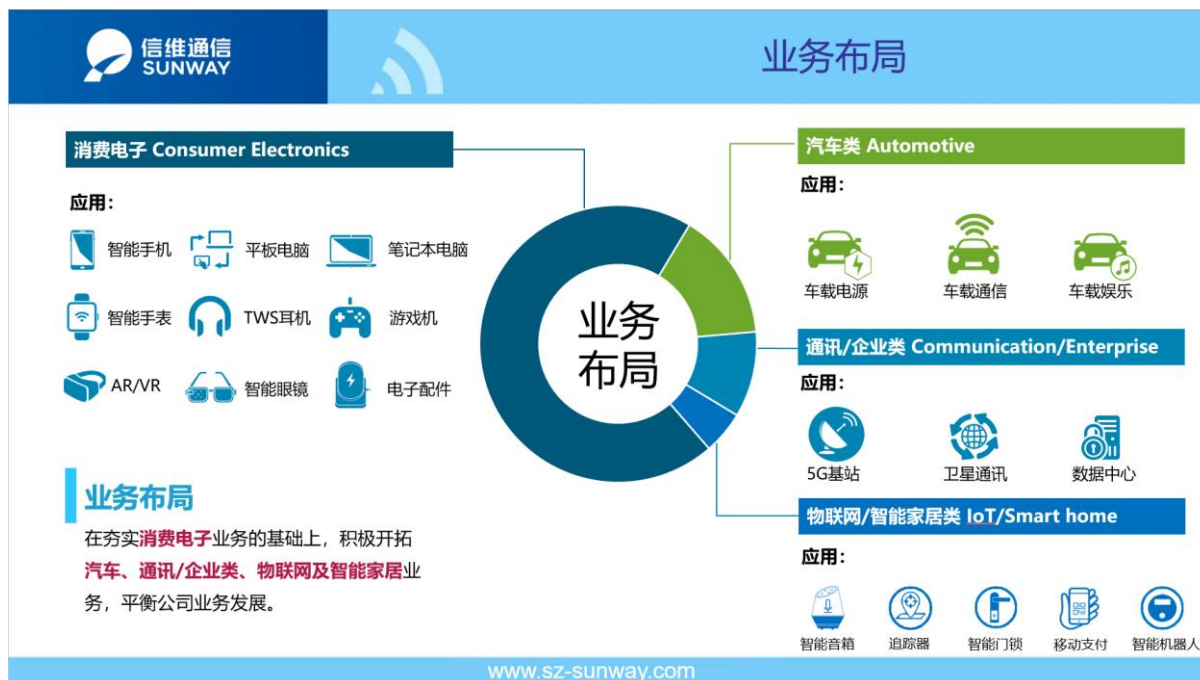 信维通信
SUNWAY
业务布局
消费电子 Consumer Electronics
应用：
智能手机
平板电脑
笔记本电脑
智能手表
TWS耳机
游戏机
AR/VR
智能眼镜
电子配件
业务布局
在夯实消费电子业务的基础上，积极开拓
汽车、通讯/企业类、物联网及智能家居业
务，平衡公司业务发展。
业务
布局
汽车类 Automotive
应用：
车载电源
车载通信
车载娱乐
通讯/企业类 Communication/Enterprise
应用：
5G基站
卫星通讯
数据中心
物联网/智能家居类 IoT/Smart home
应用：
智能音箱
追踪器
智能门锁
移动支付
智能机器人
www.sz-sunway.com